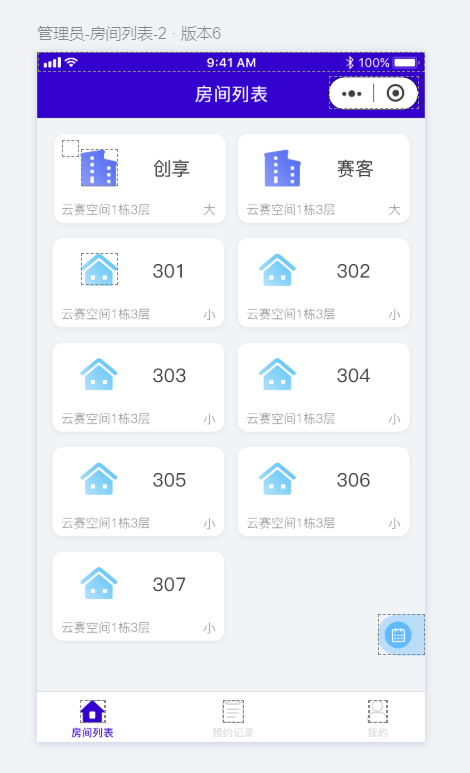 管理员-房间列表-2 · 版本6
9:41 AM 100%
房间列表
创享 赛客
云赛空间1栋3层 大 云赛空间1栋3层 大
301 302
云赛空间1栋3层 小 云赛空间1栋3层 小
303 304
云赛空间1栋3层 小 云赛空间1栋3层 小
305 306
云赛空间1栋3层 小 云赛空间1栋3层 小
307
云赛空间1栋3层 小
房间列表 预约记录 我的